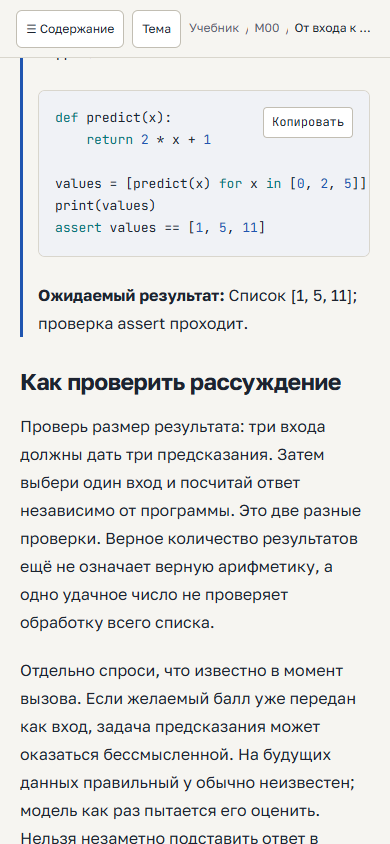 ☰ Содержание
Тема
Учебник / M00 / От входа к ...
def predict(x):
Копировать
    return 2 * x + 1
values = [predict(x) for x in [0, 2, 5]]
print(values)
assert values == [1, 5, 11]
Ожидаемый результат: Список [1, 5, 11];
проверка assert проходит.
Как проверить рассуждение
Проверь размер результата: три входа
должны дать три предсказания. Затем
выбери один вход и посчитай ответ
независимо от программы. Это две разные
проверки. Верное количество результатов
ещё не означает верную арифметику, а
одно удачное число не проверяет
обработку всего списка.
Отдельно спроси, что известно в момент
вызова. Если желаемый балл уже передан
как вход, задача предсказания может
оказаться бессмысленной. На будущих
данных правильный y обычно неизвестен;
модель как раз пытается его оценить.
Нельзя незаметно подставить ответ в